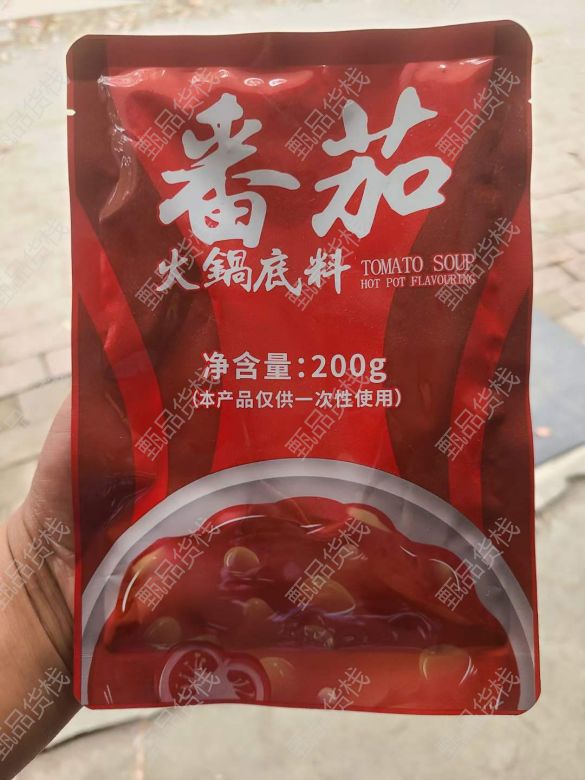 番茄
火鍋底料
TOMATO SOUP
HOT POT FLAVOURING
净含量:200g
(本产品仅供一次性使用)
甄品货栈